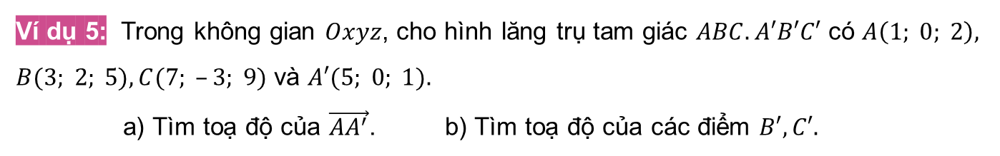 Ví dụ 5: Trong không gian Oxyz, cho hình lăng trụ tam giác ABC.A′B′C′ có A(1; 0; 2),
B(3; 2; 5), C(7; −3; 9) và A′(5; 0; 1).
a) Tìm toạ độ của \overrightarrow{AA′}. b) Tìm toạ độ của các điểm B′, C′.